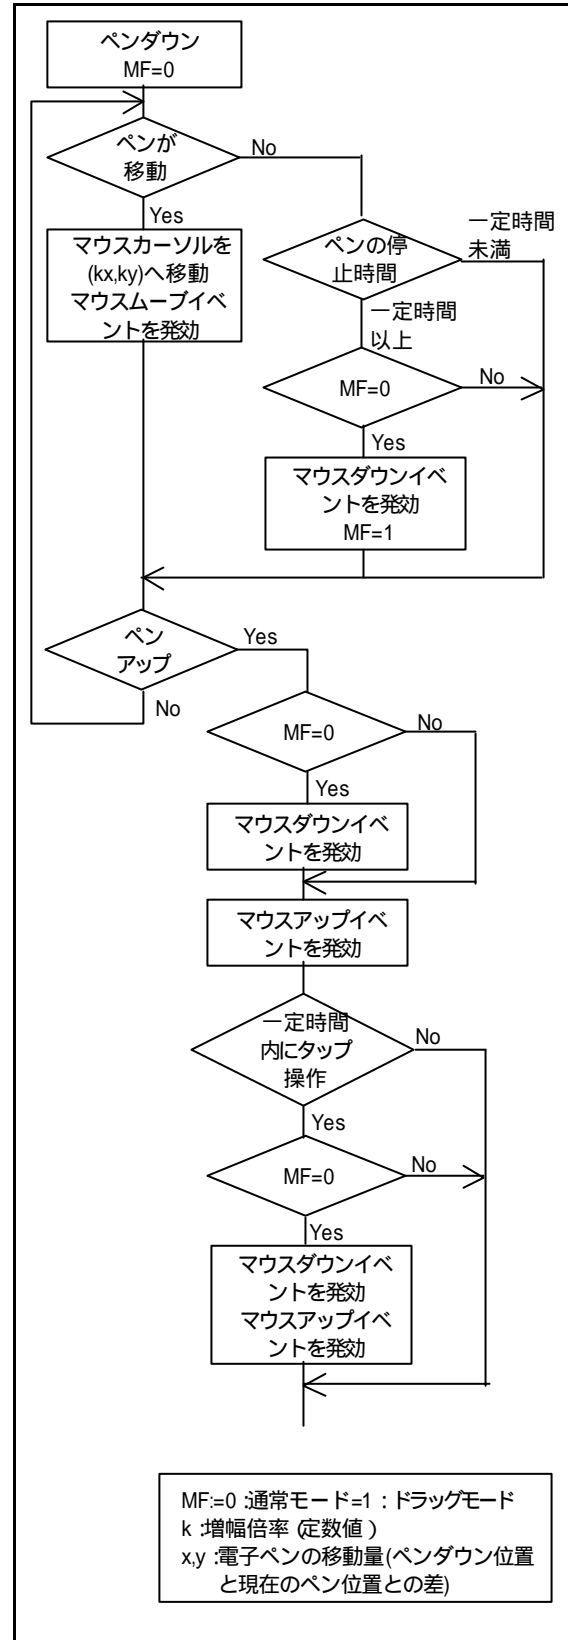 ペンダウン
MF=0
ペンが
移動
No
Yes
マウスカーソルを
(kx,ky)へ移動
マウスムーブイベ
ントを発効
ペンの停
止時間
一定時間
未満
一定時間
以上
MF=0
No
Yes
マウスダウンイベ
ントを発効
MF=1
ペン
アップ
Yes
No
MF=0
No
Yes
マウスダウンイベ
ントを発効
マウスアップイベ
ントを発効
一定時間
内にタップ
操作
No
Yes
MF=0
No
Yes
マウスダウンイベ
ントを発効
マウスアップイベ
ントを発効
MF:=0 :通常モード=1 : ドラッグモード
k :増幅倍率 (定数値 )
x,y :電子ペンの移動量(ペンダウン位置
と現在のペン位置との差)